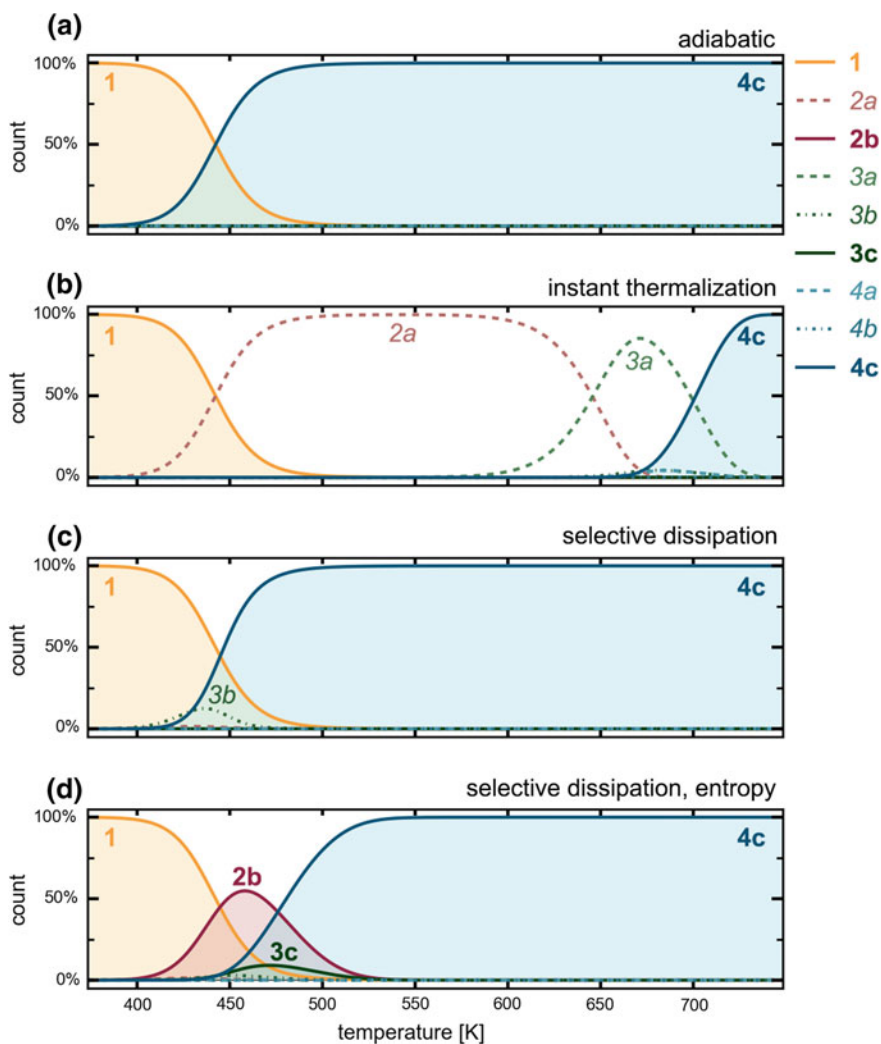 (a)
adiabatic
100%
1
4c
count
50%
0%
1
2a
2b
3a
3b
3c
4a
4b
4c
(b)
instant thermalization
100%
1
2a
3a
4c
count
50%
0%
(c)
selective dissipation
100%
1
4c
count
50%
3b
0%
(d)
selective dissipation, entropy
100%
1
4c
2b
count
50%
3c
0%
400 450 500 550 600 650 700
temperature [K]